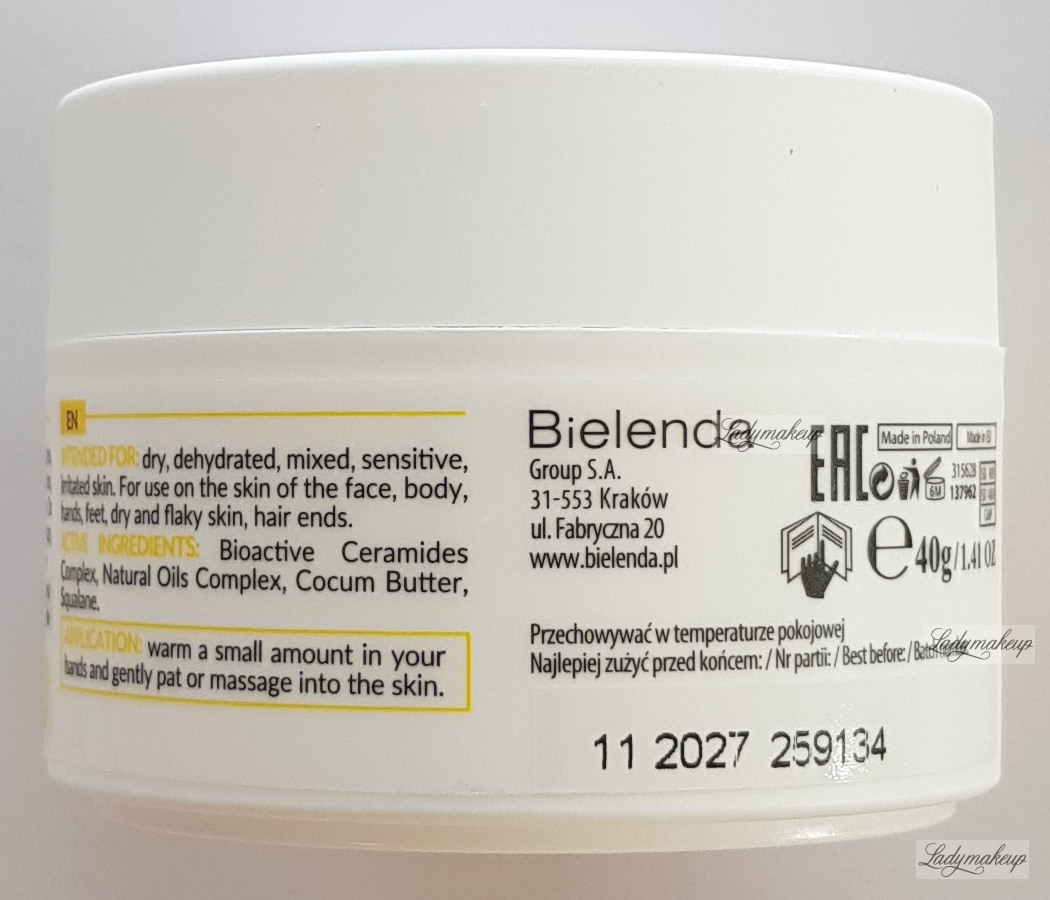 EN
INTENDED FOR: dry, dehydrated, mixed, sensitive,
irritated skin. For use on the skin of the face, body,
hands, feet, dry and flaky skin, hair ends.
ACTIVE INGREDIENTS: Bioactive Ceramides
Complex, Natural Oils Complex, Cocum Butter,
Squalane.
APPLICATION: warm a small amount in your
hands and gently pat or massage into the skin.
Bielenda
Group S.A.
31-553 Kraków
ul. Fabryczna 20
www.bielenda.pl
Ladymakeup
EAC
Made in Poland
Made in EU
6M
315628
137962
GMP
e 40g/1.41 OZ
Przechowywać w temperaturze pokojowej
Najlepiej zużyć przed końcem: / Nr partii: / Best before: / Batch
Ladymakeup
11 2027 259134
Ladymakeup